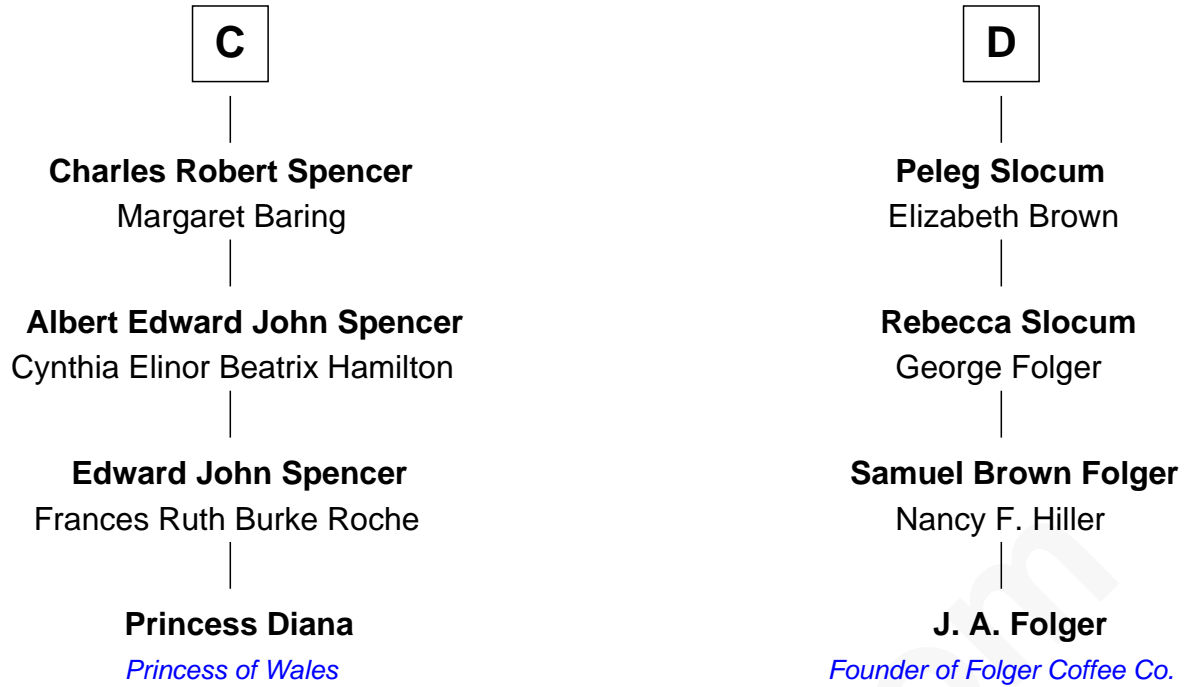 C
Charles Robert Spencer
Margaret Baring
Albert Edward John Spencer
Cynthia Elinor Beatrix Hamilton
Edward John Spencer
Frances Ruth Burke Roche
Princess Diana
Princess of Wales
D
Peleg Slocum
Elizabeth Brown
Rebecca Slocum
George Folger
Samuel Brown Folger
Nancy F. Hiller
J. A. Folger
Founder of Folger Coffee Co.